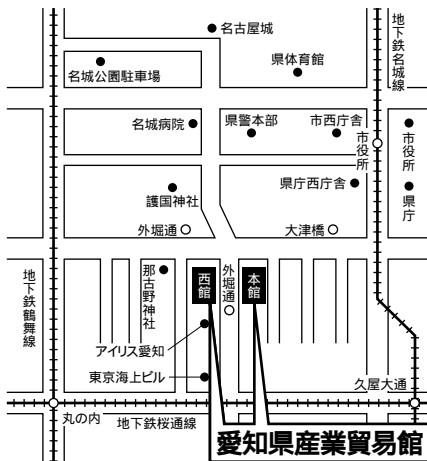 名古屋城
地下鉄名城線
県体育館
名城公園駐車場
名城病院
県警本部
市西庁舎
市役所
市役所
県庁西庁舎
県庁
護国神社
外堀通
大津橋
地下鉄鶴舞線
那古野神社
西館
外堀通
本館
アイリス愛知
東京海上ビル
久屋大通
丸の内
地下鉄桜通線
愛知県産業貿易館